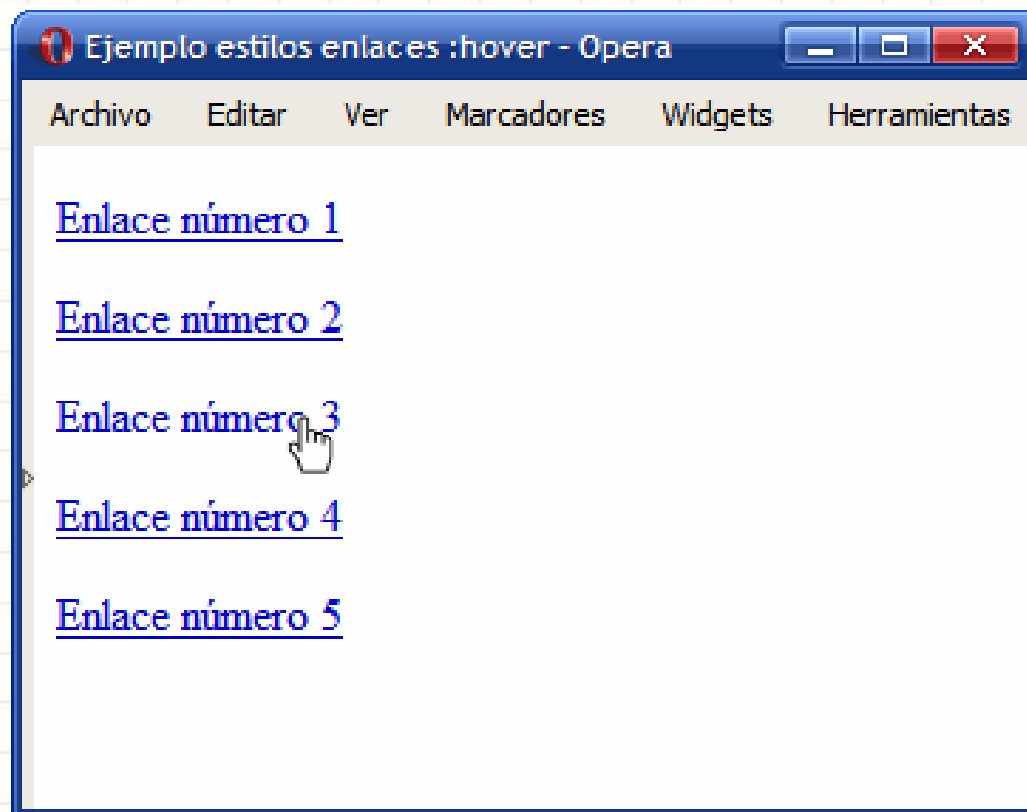 Ejemplo estilos enlaces :hover - Opera
Archivo Editar Ver Marcadores Widgets Herramientas
Enlace número 1
Enlace número 2
Enlace número 3
Enlace número 4
Enlace número 5